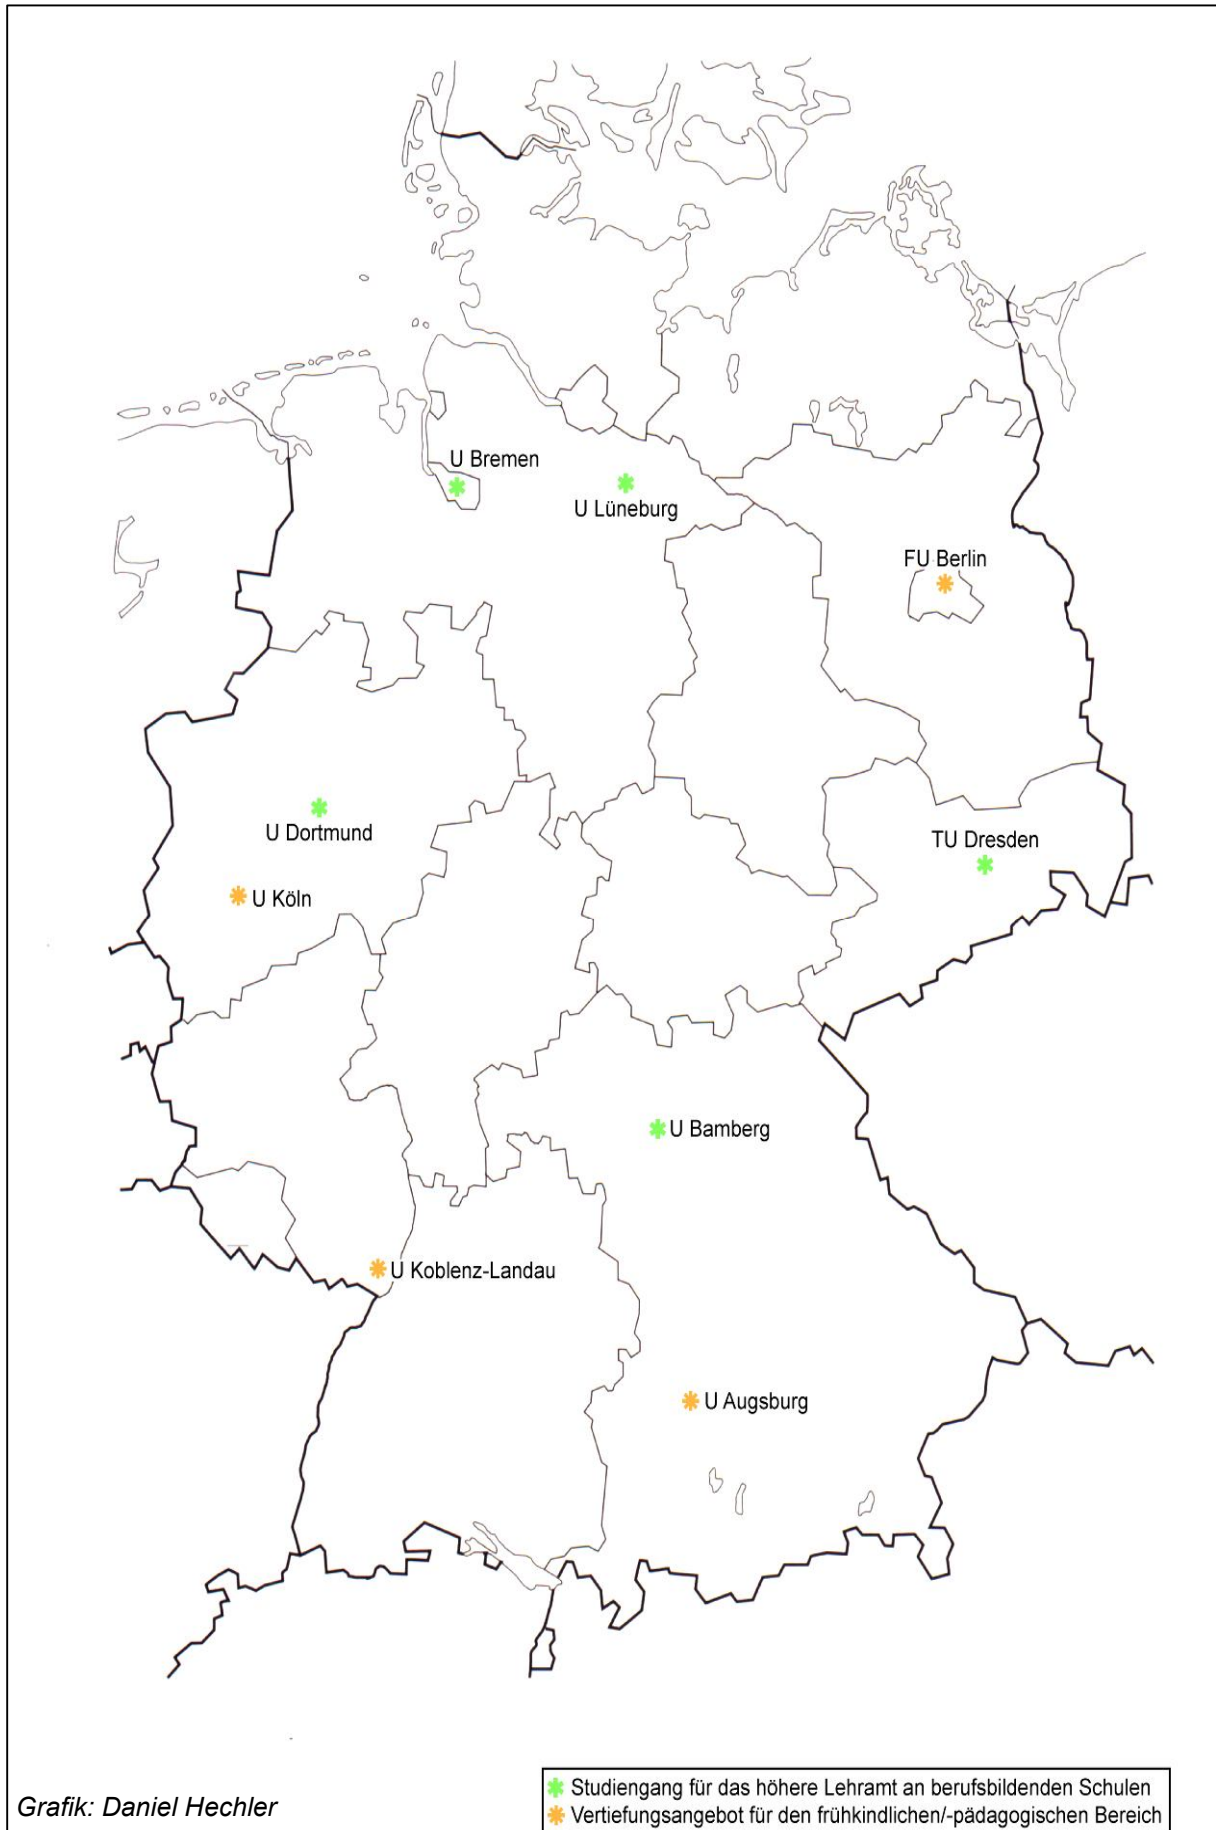 U Bremen
U Lüneburg
FU Berlin
U Dortmund
TU Dresden
U Köln
U Bamberg
U Koblenz-Landau
U Augsburg
Studiengang für das höhere Lehramt an berufsbildenden Schulen
Grafik: Daniel Hechler
Vertiefungsangebot für den frühkindlichen/-pädagogischen Bereich